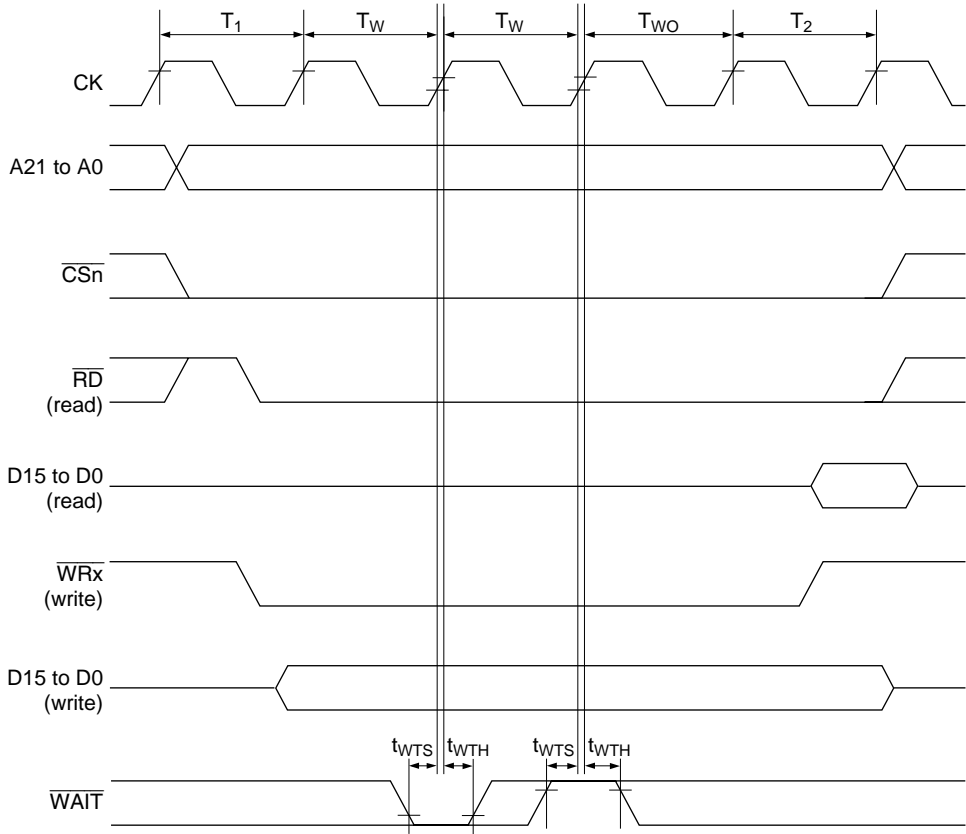 T1 TW TW TWO T2
CK
A21 to A0
CSn
RD
(read)
D15 to D0
(read)
WRx
(write)
D15 to D0
(write)
tWTS tWTH tWTS tWTH
WAIT